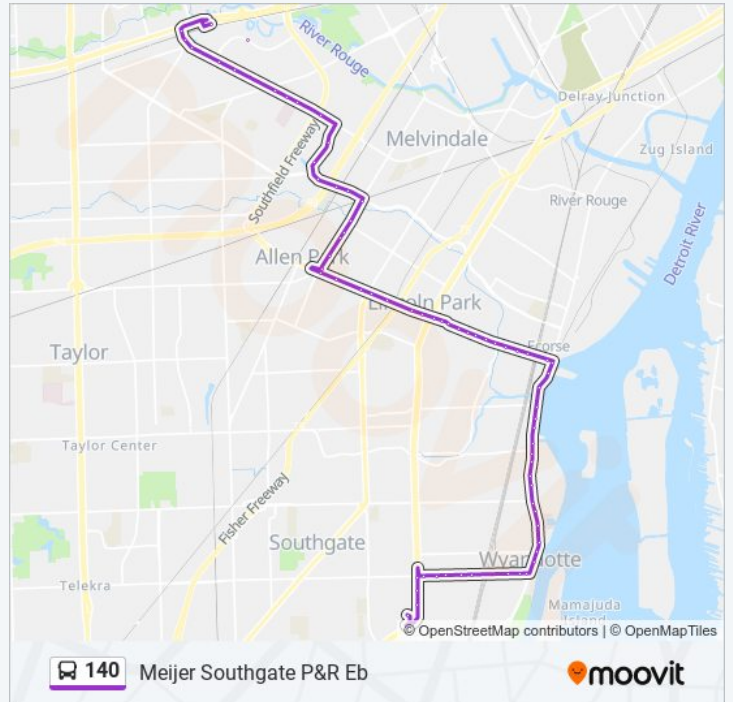 River Rouge
Delray Junction
Melvindale
Zug Island
Southfield Freeway
River Rouge
Detroit River
Allen Park
Lincoln Park
Ecorse
Taylor
Taylor Center
Fisher Freeway
Southgate
Wyandotte
Telekra
Mamajuda
Island
© OpenStreetMap contributors | © OpenMapTiles
140 Meijer Southgate P&R Eb
moovit